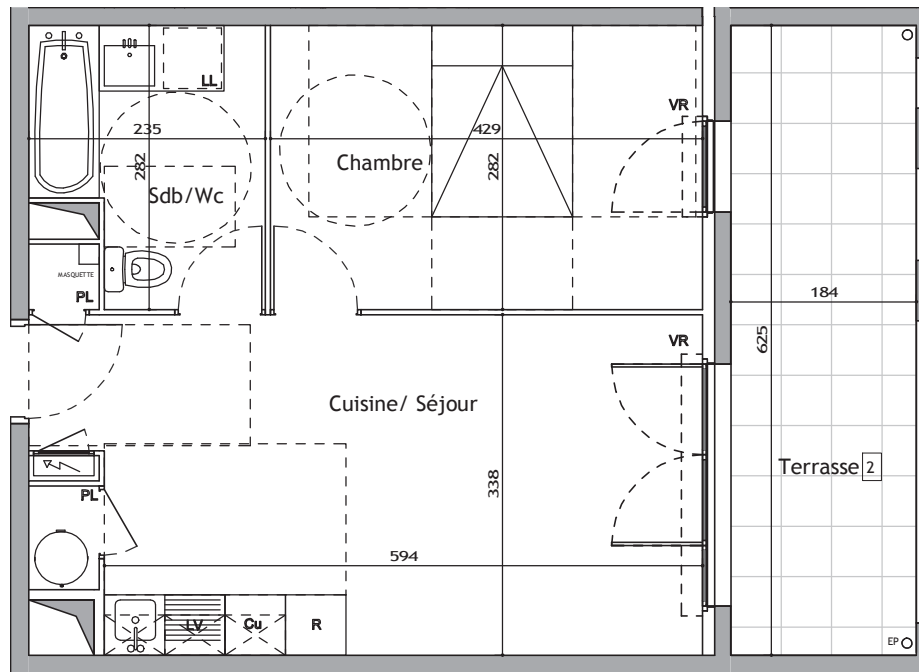 LL
VR
235
429
282
Chambre
282
Sdb/Wc
MASQUETTE
PL
184
VR
625
Cuisine/ Séjour
338
Terrasse 2
PL
594
LV
Cu
R
EP